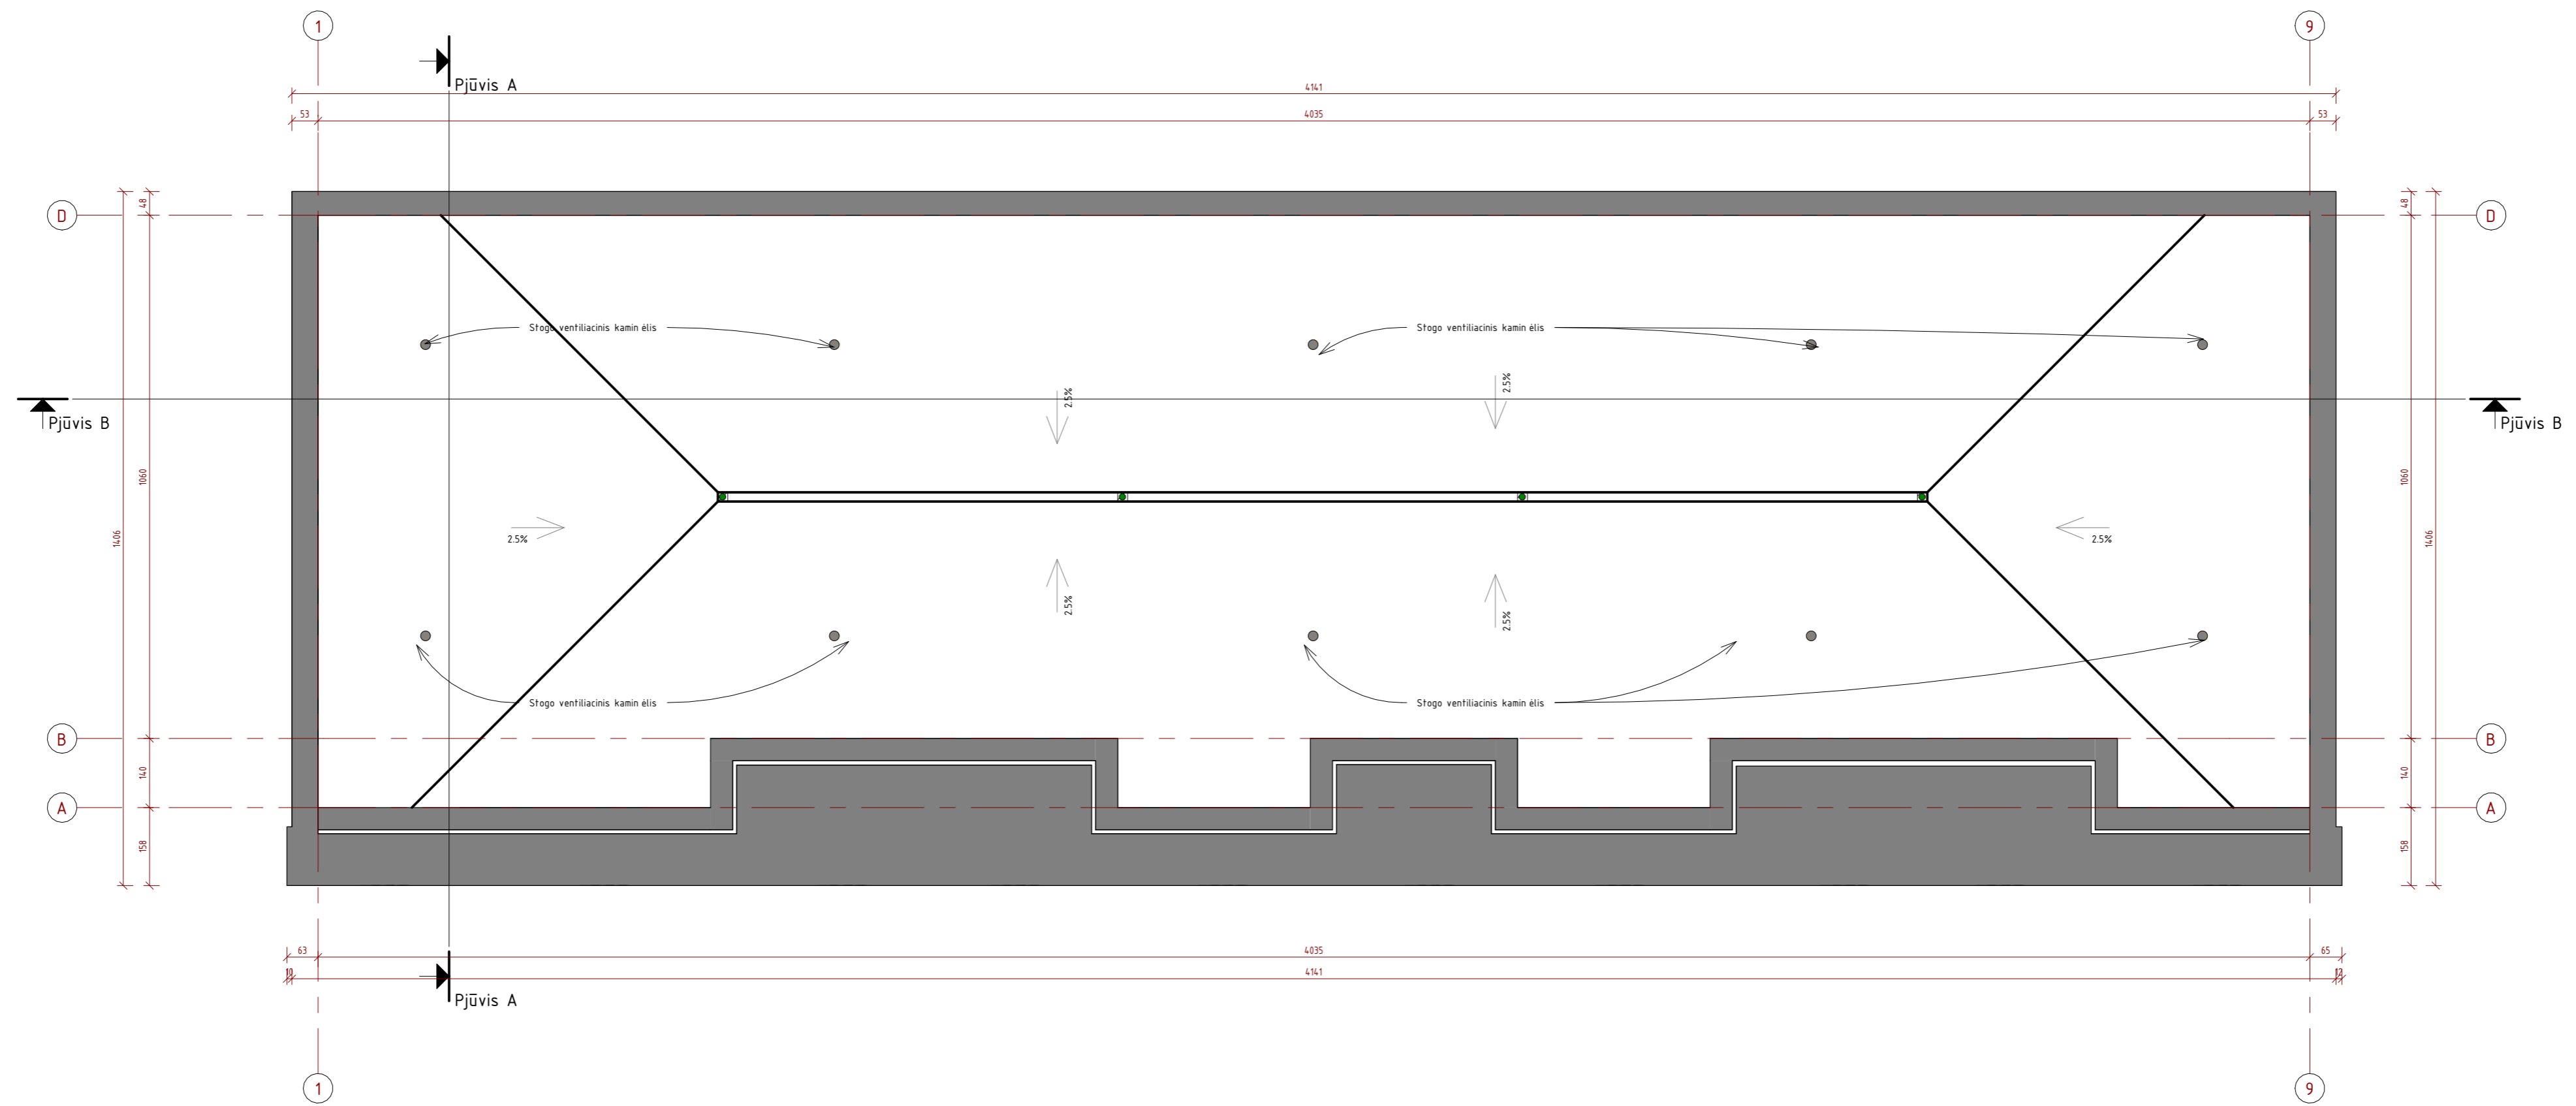 1
9
Pjūvis A
4141
53
4035
53
48
48
D
D
Stogo ventiliacinis kamin ėlis
Stogo ventiliacinis kamin ėlis
2.5%
2.5%
Pjūvis B
Pjūvis B
1060
1060
1406
1406
2.5%
2.5%
2.5%
2.5%
Stogo ventiliacinis kamin ėlis
Stogo ventiliacinis kamin ėlis
B
B
140
140
A
A
158
158
63
4035
65
10
4141
12
Pjūvis A
1
9